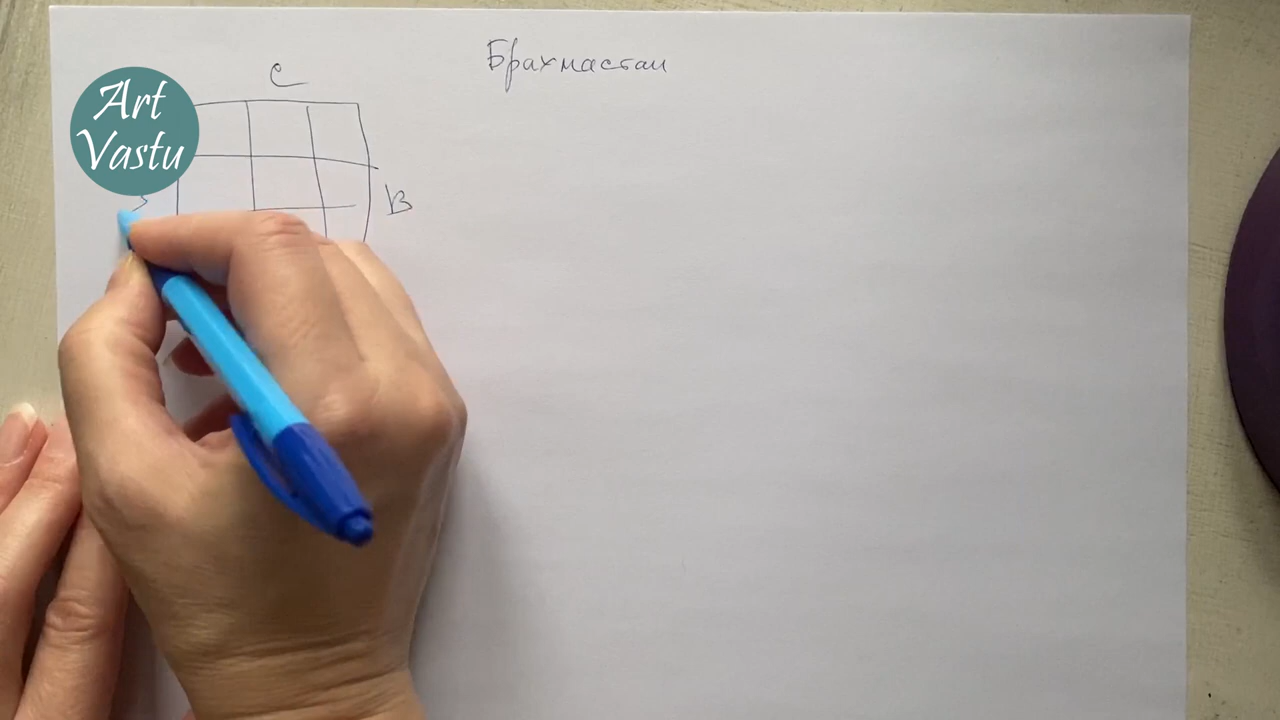 Брахмастан
С
Art
Vastu
З
В